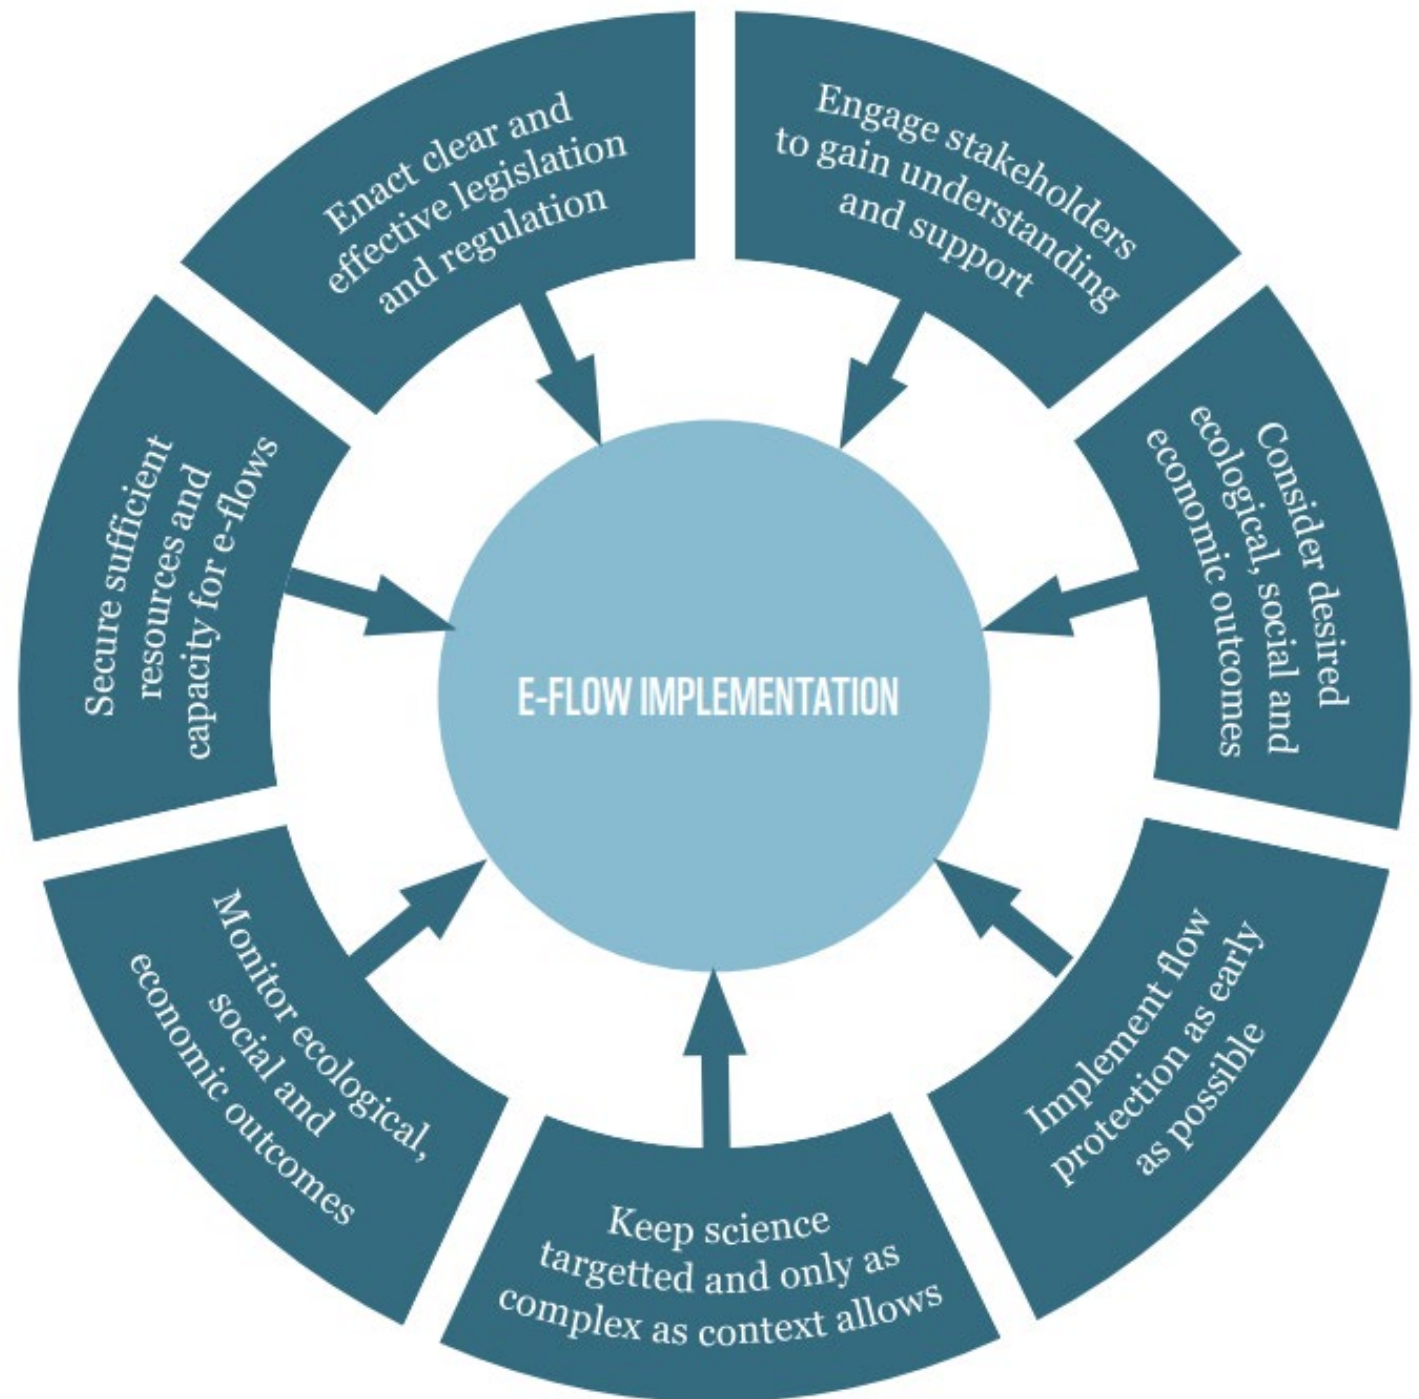 Enact clear and
effective legislation
and regulation
Engage stakeholders
to gain understanding
and support
Consider desired
ecological, social and
economic outcomes
Implement flow
protection as early
as possible
Keep science
targetted and only as
complex as context allows
Monitor ecological,
social and
economic outcomes
Secure sufficient
resources and
capacity for e-flows
E-FLOW IMPLEMENTATION